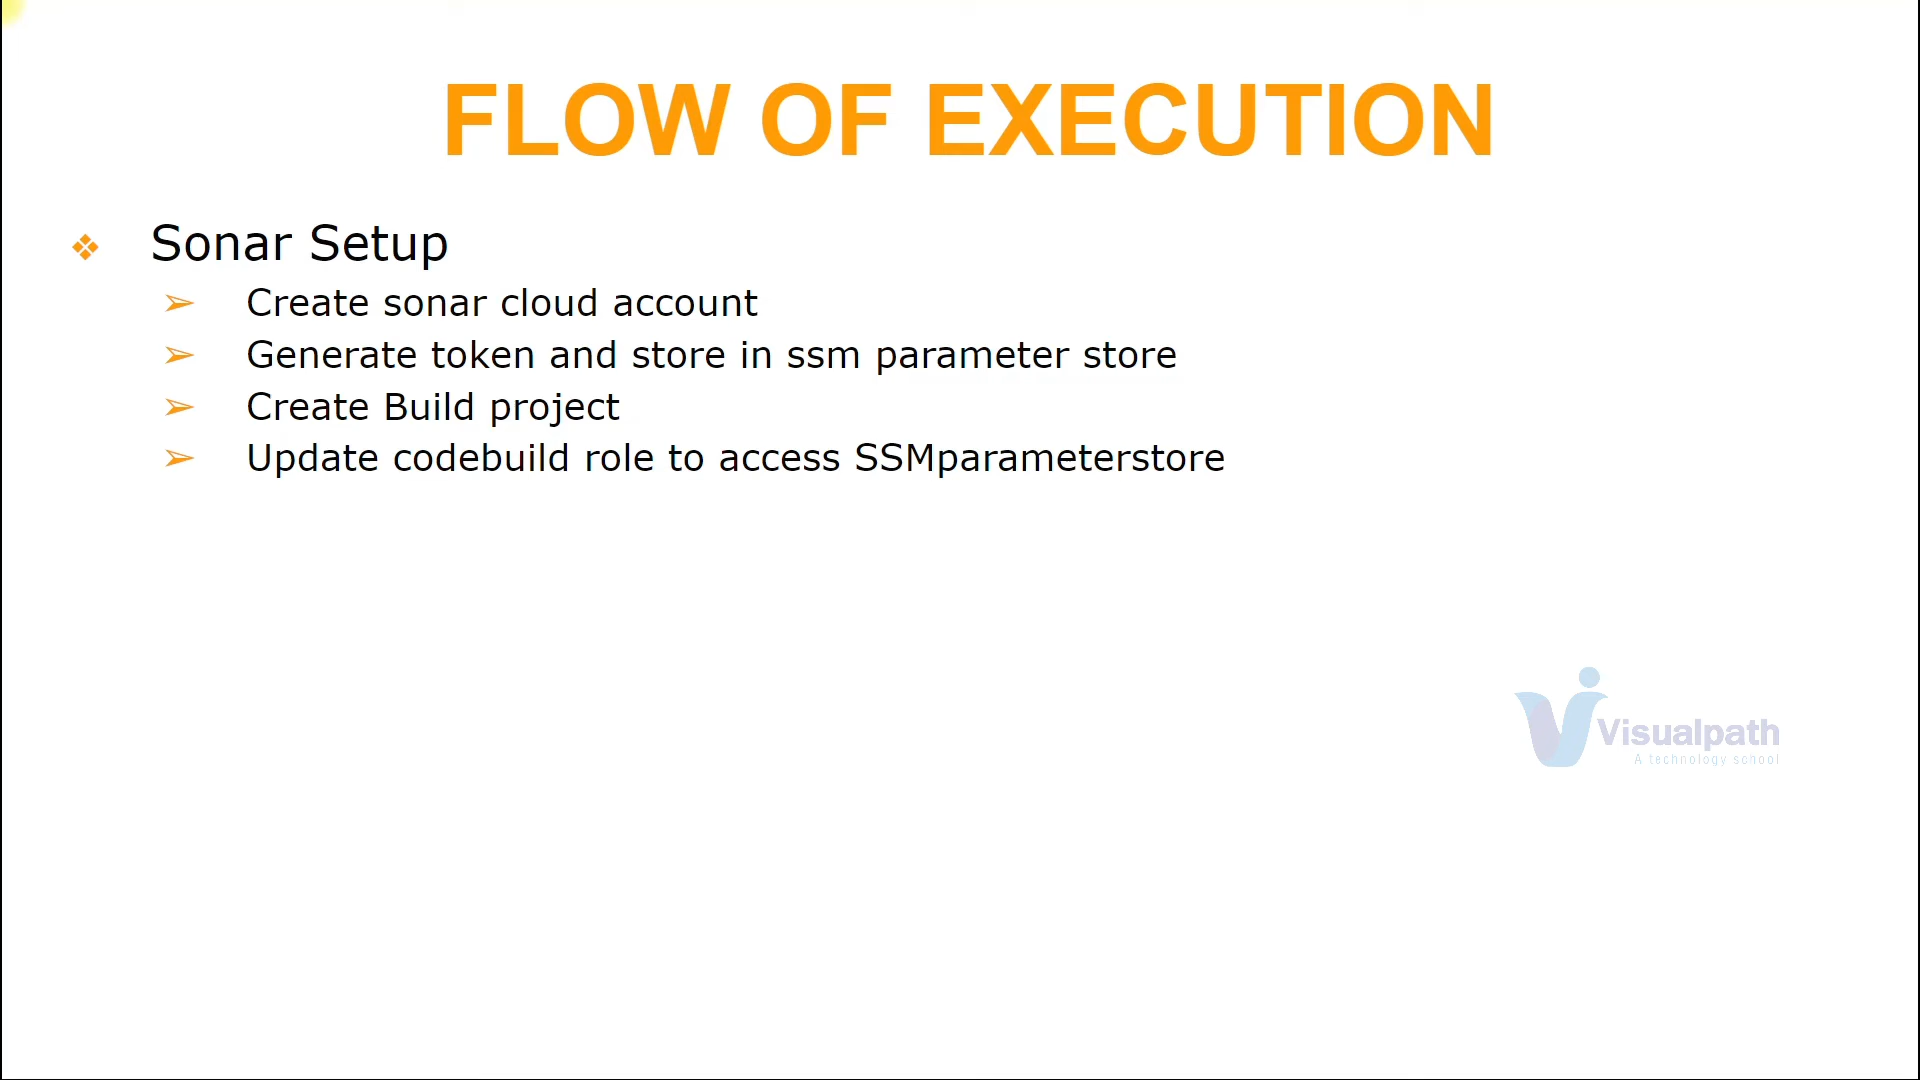 FLOW OF EXECUTION
Sonar Setup
Create sonar cloud account
Generate token and store in ssm parameter store
Create Build project
Update codebuild role to access SSMparameterstore
Visualpath
A technology school